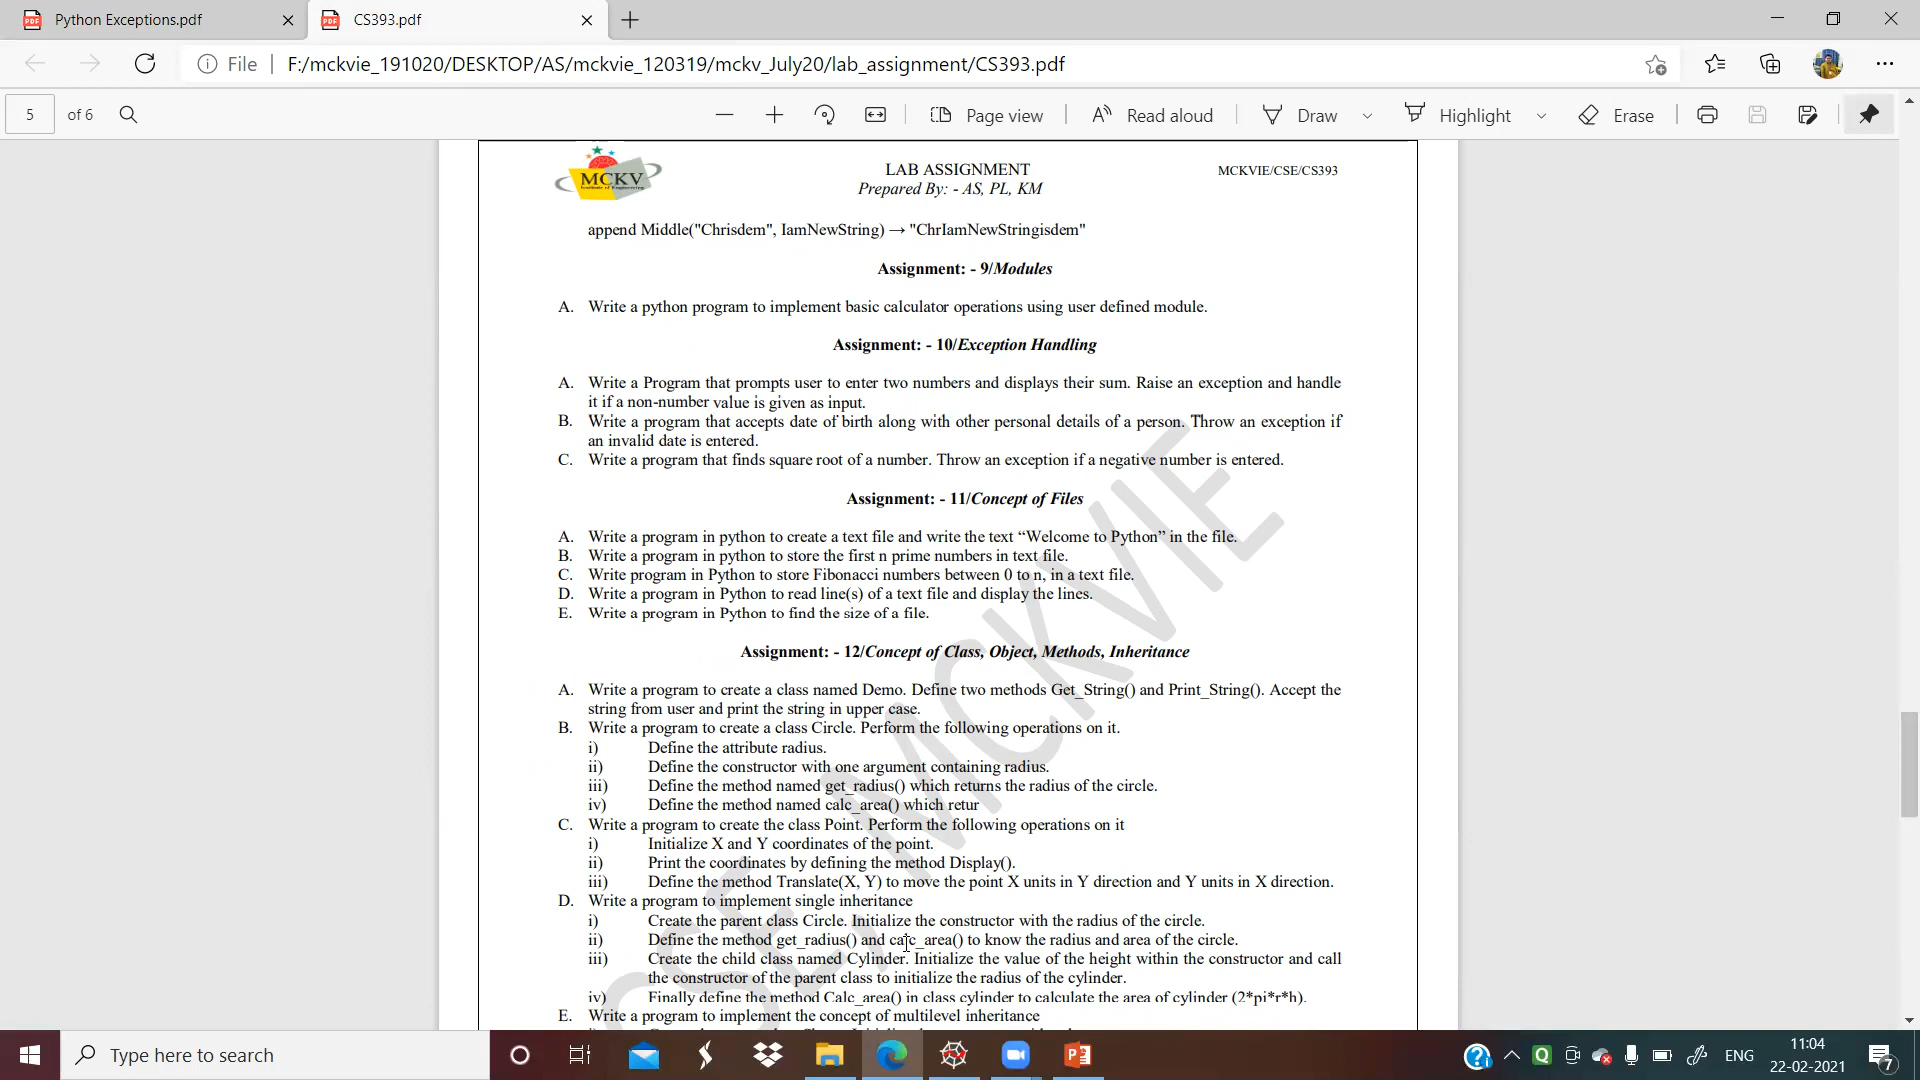 Python Exceptions.pdf
CS393.pdf
File
F:/mckvie_191020/DESKTOP/AS/mckvie_120319/mckv_July20/lab_assignment/CS393.pdf
5 of 6
Page view
Read aloud
Draw
Highlight
Erase
MCKV
Institute of Engineering
LAB ASSIGNMENT
MCKVIE/CSE/CS393
Prepared By: - AS, PL, KM
append Middle("Chrisdem", IamNewString) → "ChrIamNewStringisdem"
Assignment: - 9/Modules
A. Write a python program to implement basic calculator operations using user defined module.
Assignment: - 10/Exception Handling
A. Write a Program that prompts user to enter two numbers and displays their sum. Raise an exception and handle
it if a non-number value is given as input.
B. Write a program that accepts date of birth along with other personal details of a person. Throw an exception if
an invalid date is entered.
C. Write a program that finds square root of a number. Throw an exception if a negative number is entered.
Assignment: - 11/Concept of Files
A. Write a program in python to create a text file and write the text “Welcome to Python” in the file.
B. Write a program in python to store the first n prime numbers in text file.
C. Write program in Python to store Fibonacci numbers between 0 to n, in a text file.
D. Write a program in Python to read line(s) of a text file and display the lines.
E. Write a program in Python to find the size of a file.
Assignment: - 12/Concept of Class, Object, Methods, Inheritance
A. Write a program to create a class named Demo. Define two methods Get_String() and Print_String(). Accept the
string from user and print the string in upper case.
B. Write a program to create a class Circle. Perform the following operations on it.
i) Define the attribute radius.
ii) Define the constructor with one argument containing radius.
iii) Define the method named get_radius() which returns the radius of the circle.
iv) Define the method named calc_area() which retur
C. Write a program to create the class Point. Perform the following operations on it
i) Initialize X and Y coordinates of the point.
ii) Print the coordinates by defining the method Display().
iii) Define the method Translate(X, Y) to move the point X units in Y direction and Y units in X direction.
D. Write a program to implement single inheritance
i) Create the parent class Circle. Initialize the constructor with the radius of the circle.
ii) Define the method get_radius() and calc_area() to know the radius and area of the circle.
iii) Create the child class named Cylinder. Initialize the value of the height within the constructor and call
the constructor of the parent class to initialize the radius of the cylinder.
iv) Finally define the method Calc_area() in class cylinder to calculate the area of cylinder (2*pi*r*h).
E. Write a program to implement the concept of multilevel inheritance
CSE, MCKVIE
Type here to search
ENG
11:04
22-02-2021
7